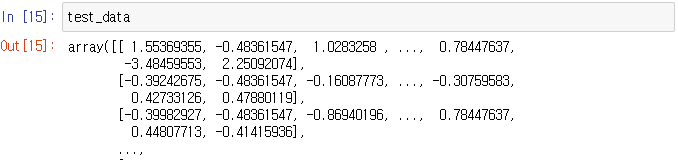 In [15]: test_data
Out[15]: array([[ 1.55369355, -0.48361547,  1.0283258 , ...,  0.78447637,
        -3.48459553,  2.25092074],
       [-0.39242675, -0.48361547, -0.16087773, ..., -0.30759583,
         0.42733126,  0.47880119],
       [-0.39982927, -0.48361547, -0.86940196, ...,  0.78447637,
         0.44807713, -0.41415936],
       ...,